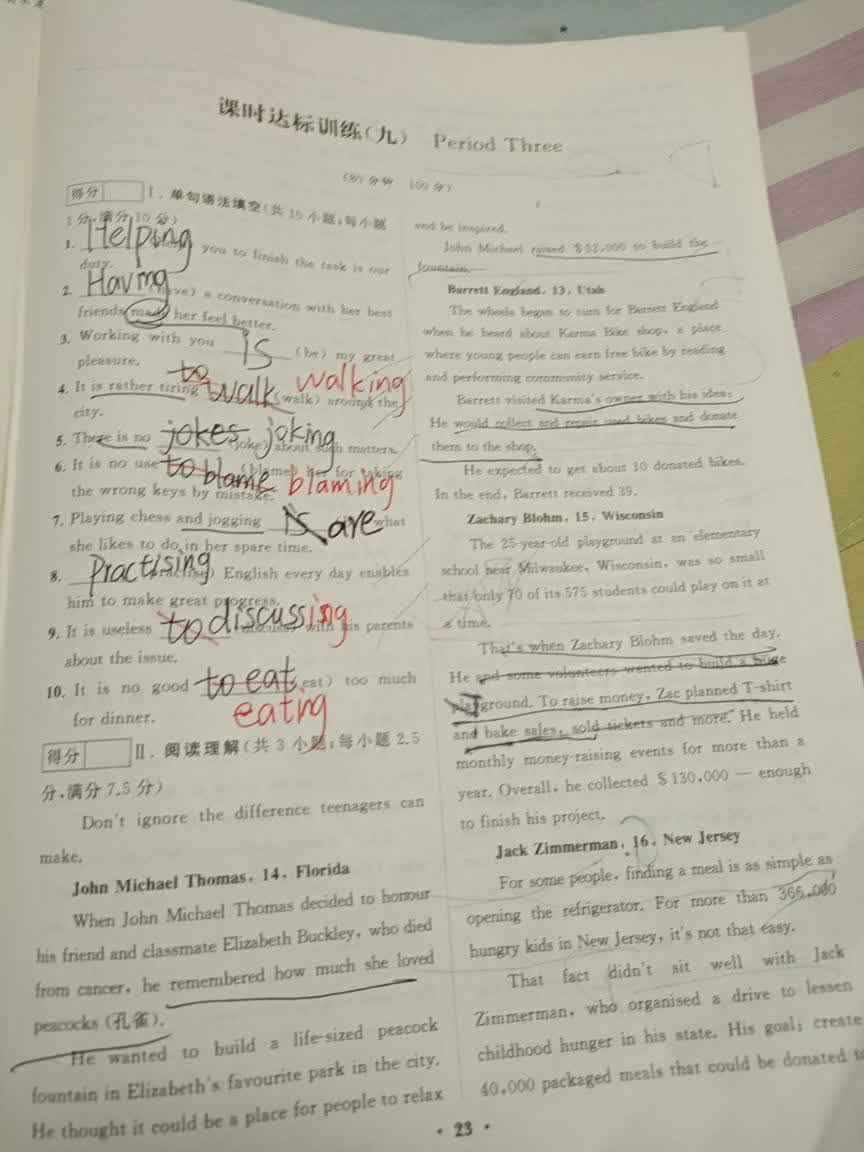 课时达标训练(九) Period Three
(80分钟 100分)
得分 Ⅰ. 单句语法填空(共10小题;每小题
1分,满分10分)
1. Helping you to finish the task is our
duty.
2. Having (have) a conversation with her best
friends made her feel better.
3. Working with you is (be) my great
pleasure.
4. It is rather tiring to walk walking (walk) around the
city.
5. There is no jokes joking (joke) about such matters.
6. It is no use to blame blaming (blame) her for taking
the wrong keys by mistake.
7. Playing chess and jogging is are what
she likes to do in her spare time.
8. Practising English every day enables
him to make great progress.
9. It is useless to discussing with his parents
about the issue.
10. It is no good to eat eating (eat) too much
for dinner.
得分 Ⅱ. 阅读理解(共3小题;每小题2.5
分,满分7.5分)
Don't ignore the difference teenagers can
make.
John Michael Thomas, 14, Florida
When John Michael Thomas decided to honour
his friend and classmate Elizabeth Buckley, who died
from cancer, he remembered how much she loved
peacocks (孔雀).
He wanted to build a life-sized peacock
fountain in Elizabeth's favourite park in the city.
He thought it could be a place for people to relax
and be inspired.
John Michael raised $52,000 to build the
fountain.
Barrett England, 13, Utah
The wheels began to turn for Barrett England
when he heard about Karma Bike shop, a place
where young people can earn free bike by reading
and performing community service.
Barrett visited Karma's owner with his idea:
He would collect and repair used bikes and donate
them to the shop.
He expected to get about 10 donated bikes.
In the end, Barrett received 39.
Zachary Blohm, 15, Wisconsin
The 25-year-old playground at an elementary
school near Milwaukee, Wisconsin, was so small
that only 70 of its 575 students could play on it at
a time.
That's when Zachary Blohm saved the day.
He and some volunteers wanted to build a huge
playground. To raise money, Zac planned T-shirt
and bake sales, sold tickets and more. He held
monthly money-raising events for more than a
year. Overall, he collected $130,000 — enough
to finish his project.
Jack Zimmerman, 16, New Jersey
For some people, finding a meal is as simple as
opening the refrigerator. For more than 366,000
hungry kids in New Jersey, it's not that easy.
That fact didn't sit well with Jack
Zimmerman, who organised a drive to lessen
childhood hunger in his state. His goal: create
40,000 packaged meals that could be donated to
· 23 ·